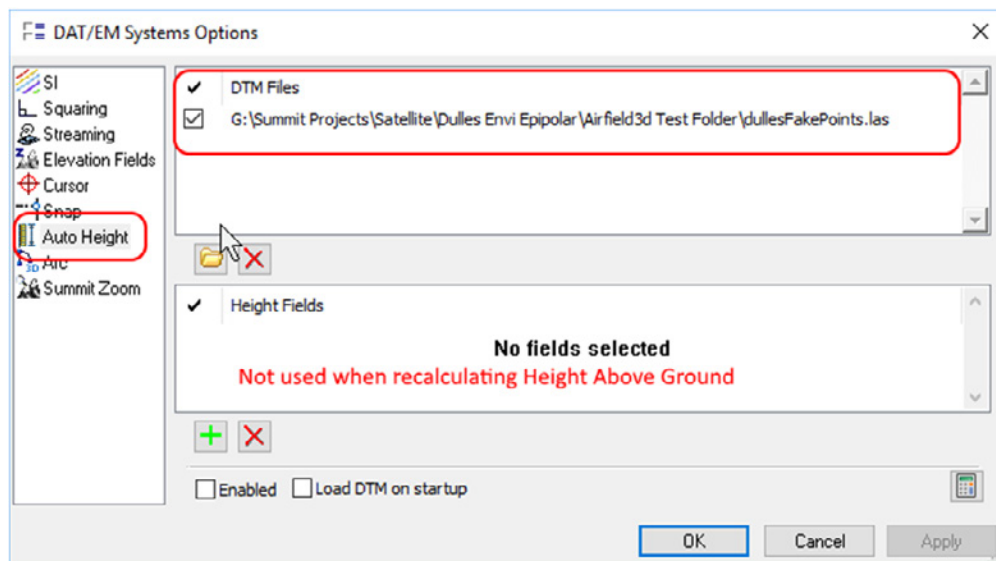 DAT/EM Systems Options
SI
Squaring
Streaming
Elevation Fields
Cursor
Snap
Auto Height
Arc
Summit Zoom
DTM Files
G:\Summit Projects\Satellite\Dulles Envi Epipolar\Airfield3d Test Folder\dullesFakePoints.las
Height Fields
No fields selected
Not used when recalculating Height Above Ground
Enabled Load DTM on startup
OK Cancel Apply